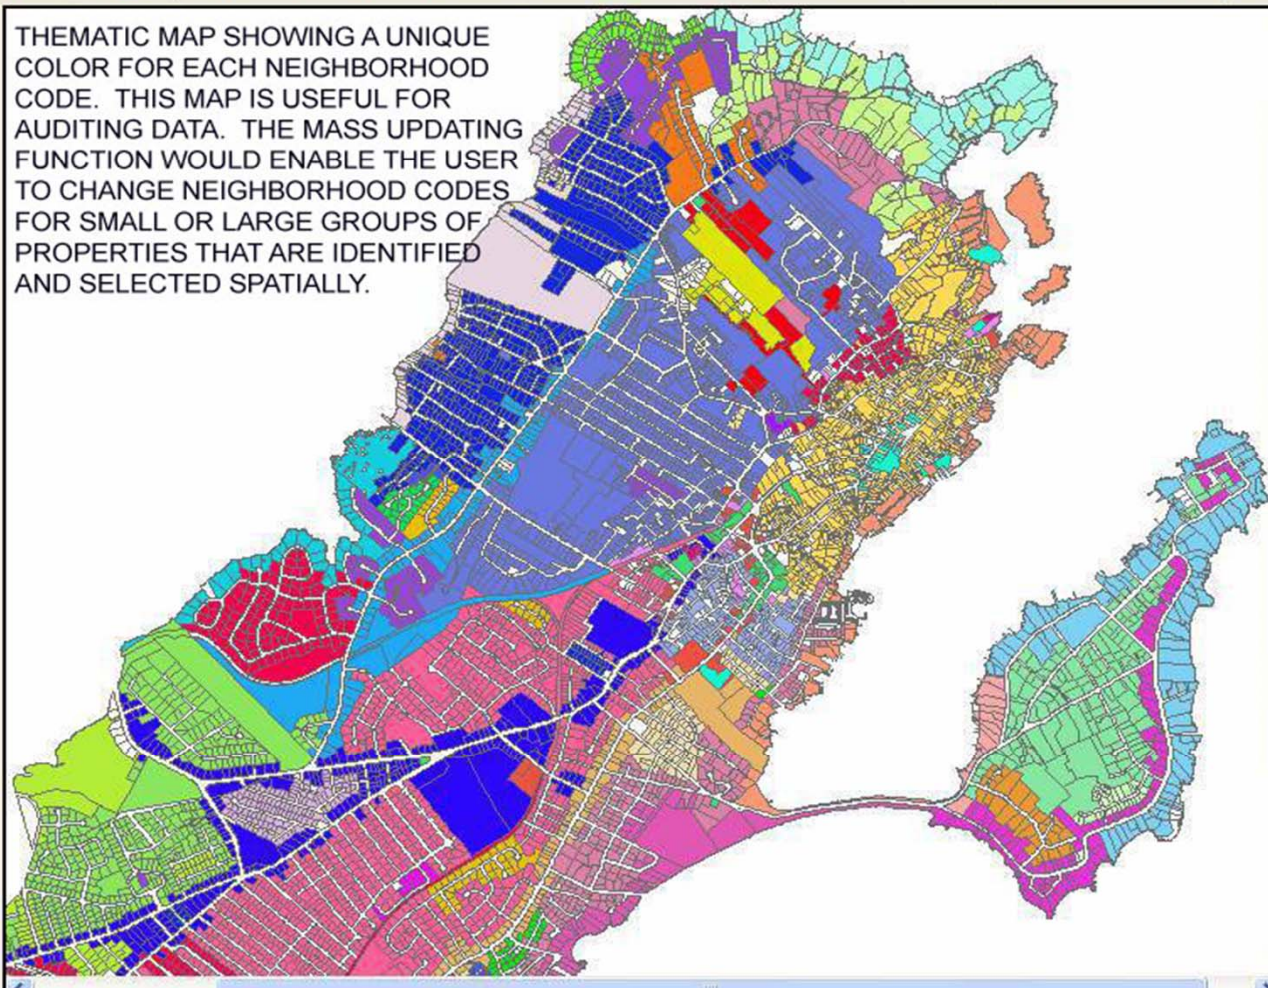 THEMATIC MAP SHOWING A UNIQUE
COLOR FOR EACH NEIGHBORHOOD
CODE. THIS MAP IS USEFUL FOR
AUDITING DATA. THE MASS UPDATING
FUNCTION WOULD ENABLE THE USER
TO CHANGE NEIGHBORHOOD CODES
FOR SMALL OR LARGE GROUPS OF
PROPERTIES THAT ARE IDENTIFIED
AND SELECTED SPATIALLY.